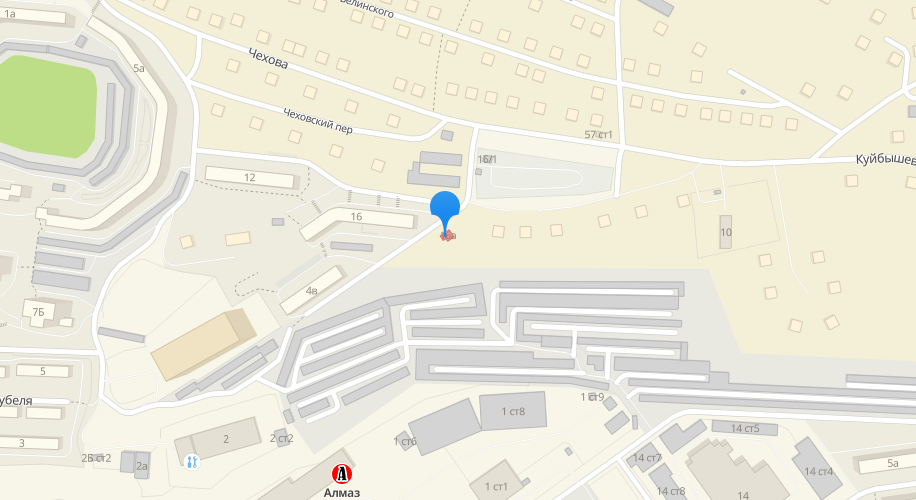 Белинского
1а
5а
Чехова
Чеховский пер
57 ст1
Куйбышев
12
16
10
4в
7Б
5
убеля
3
1 ст9
1 ст8
1 ст6
2
2 ст2
2Б ст2
2а
14 ст5
14 ст7
14 ст4
5а
Алмаз
1 ст1
14 ст8
14